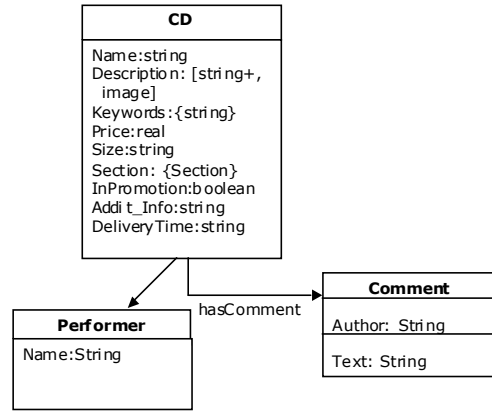 CD
Name:string
Description: [string+,
image]
Keywords:{string}
Price:real
Size:string
Section: {Section}
InPromotion:boolean
Addit_Info:string
DeliveryTime:string
hasComment
Performer
Name:String
Comment
Author: String
Text: String